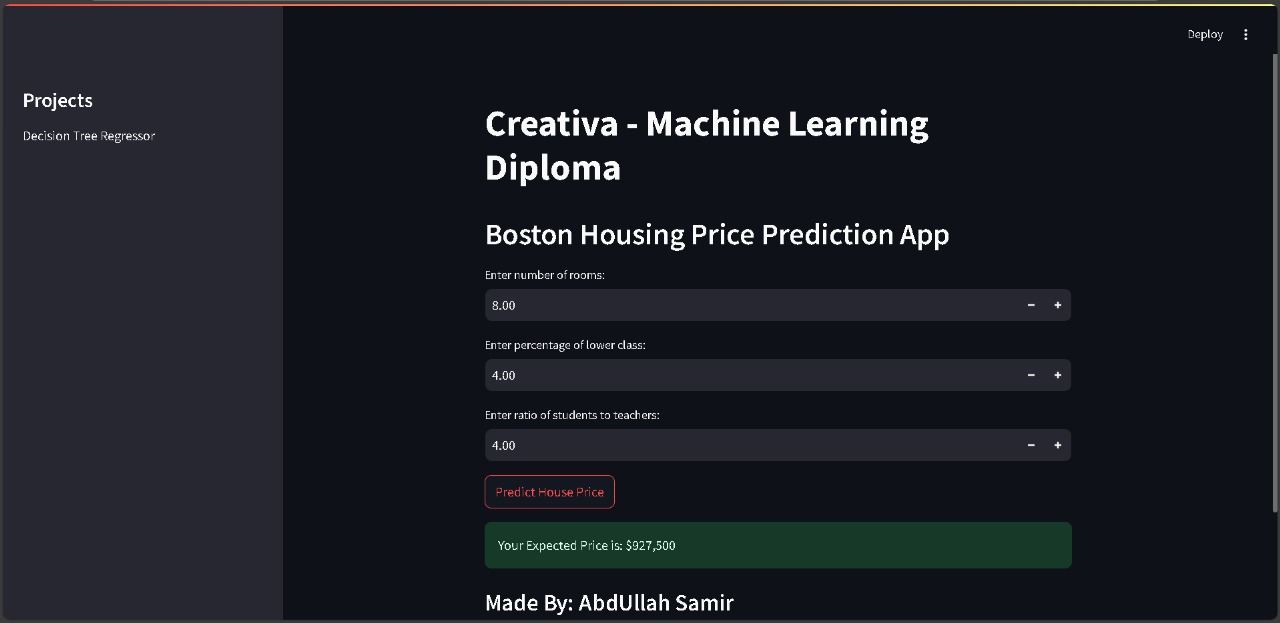 Deploy
Projects
Decision Tree Regressor
Creativa - Machine Learning
Diploma
Boston Housing Price Prediction App
Enter number of rooms:
8.00
Enter percentage of lower class:
4.00
Enter ratio of students to teachers:
4.00
Predict House Price
Your Expected Price is: $927,500
Made By: AbdUllah Samir